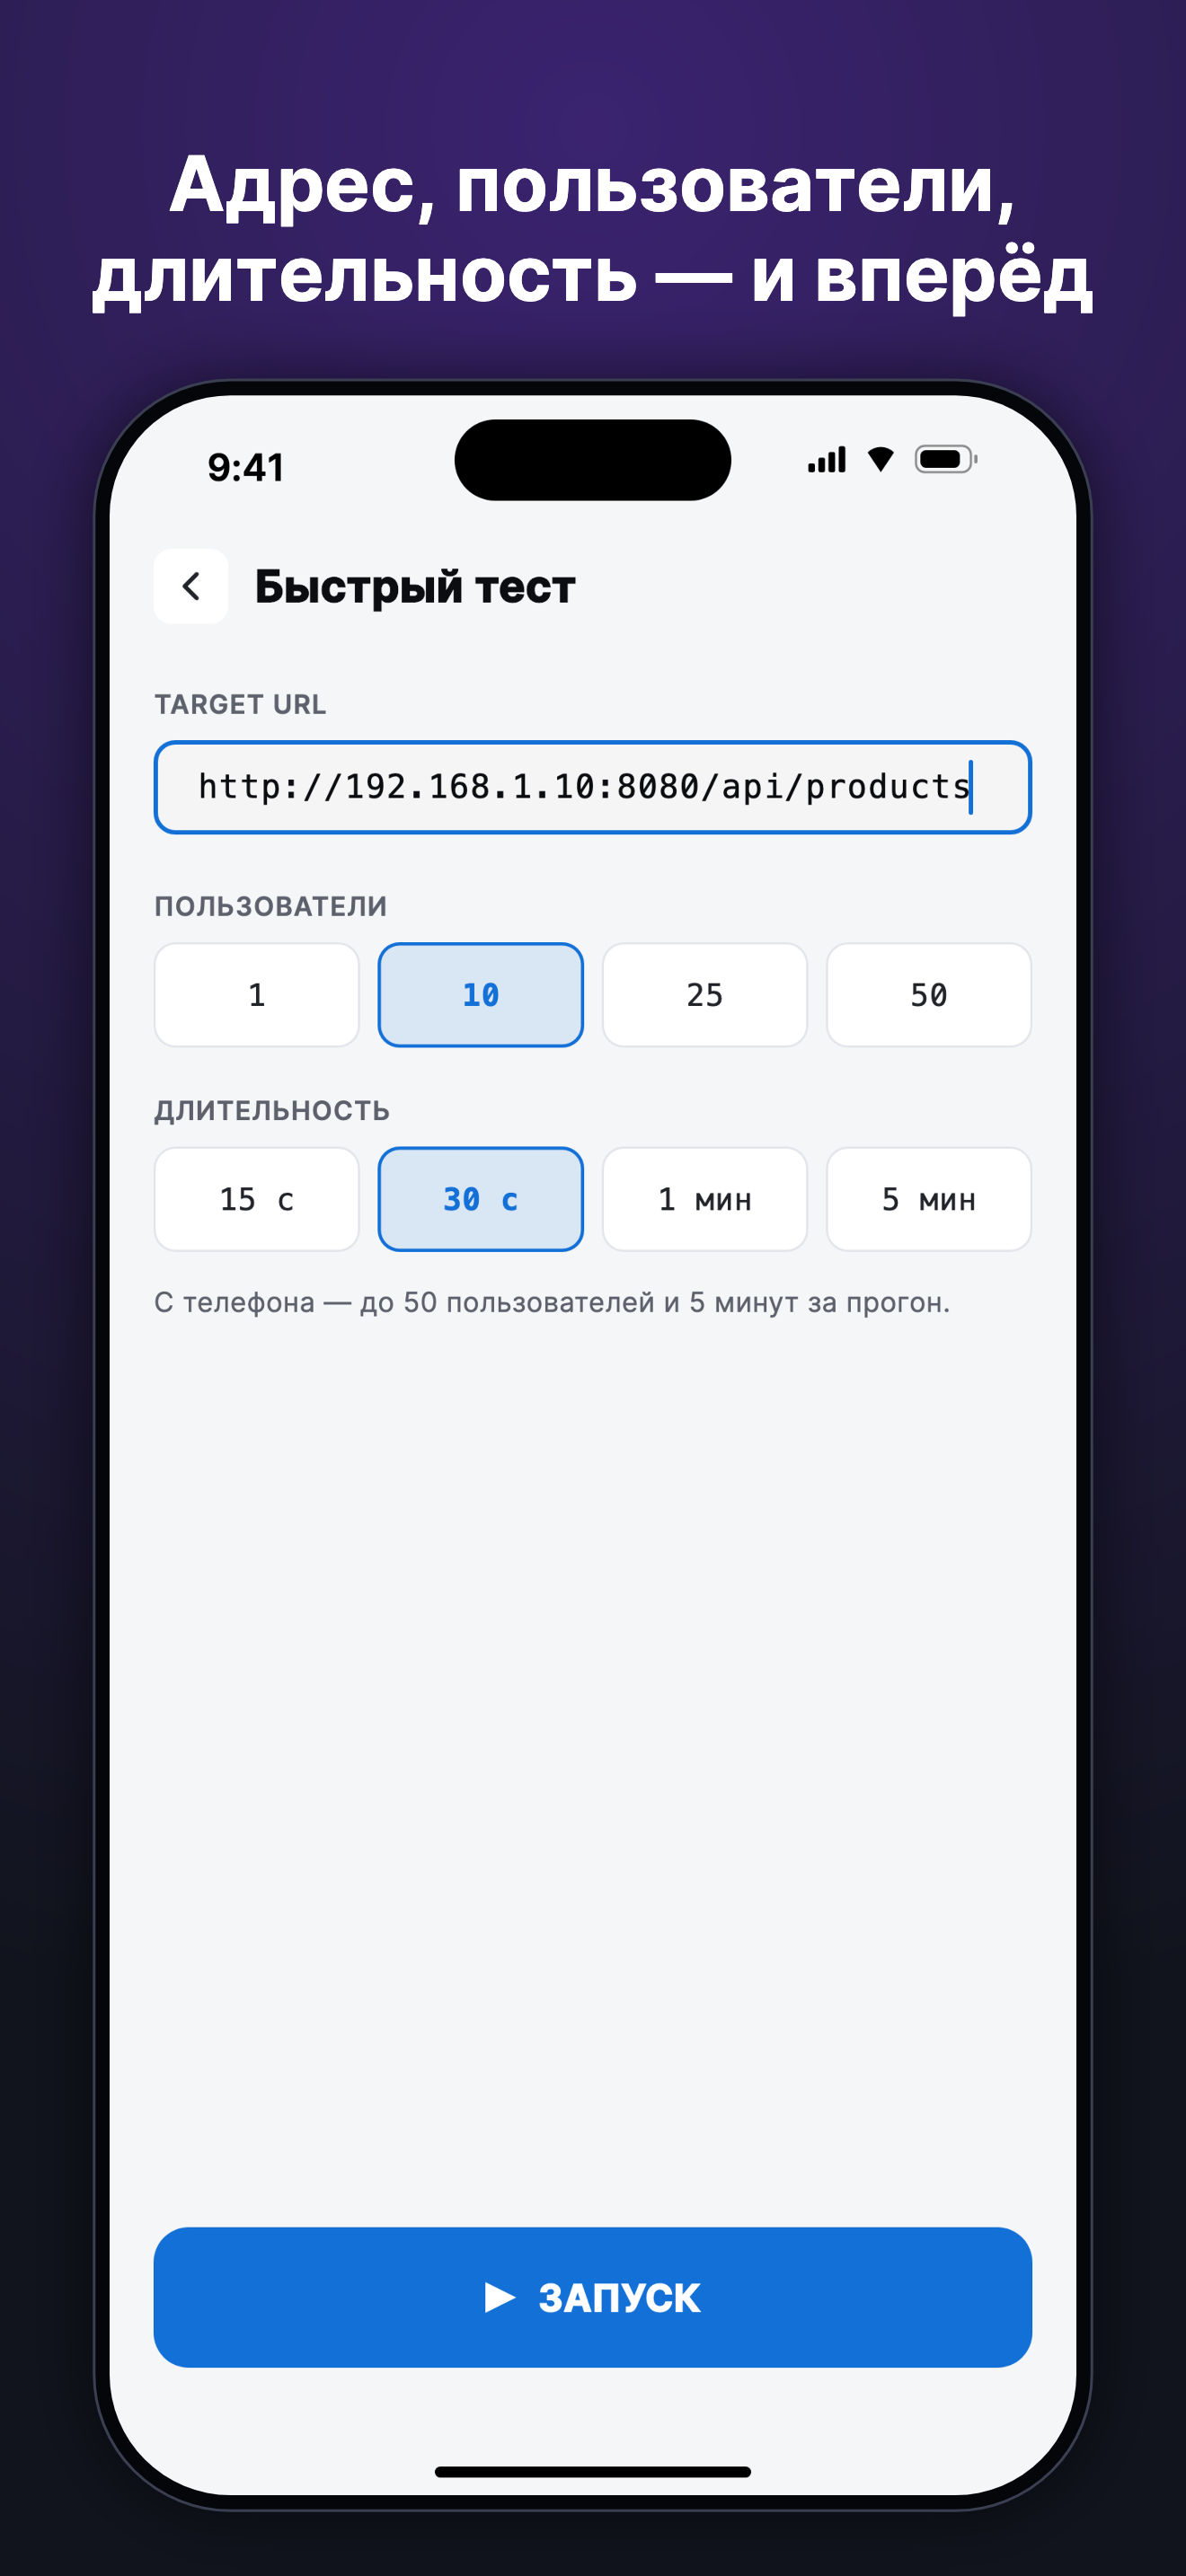 Адрес, пользователи,
длительность — и вперёд
9:41
Быстрый тест
TARGET URL
http://192.168.1.10:8080/api/products
ПОЛЬЗОВАТЕЛИ
1 10 25 50
ДЛИТЕЛЬНОСТЬ
15 с 30 с 1 мин 5 мин
С телефона — до 50 пользователей и 5 минут за прогон.
ЗАПУСК